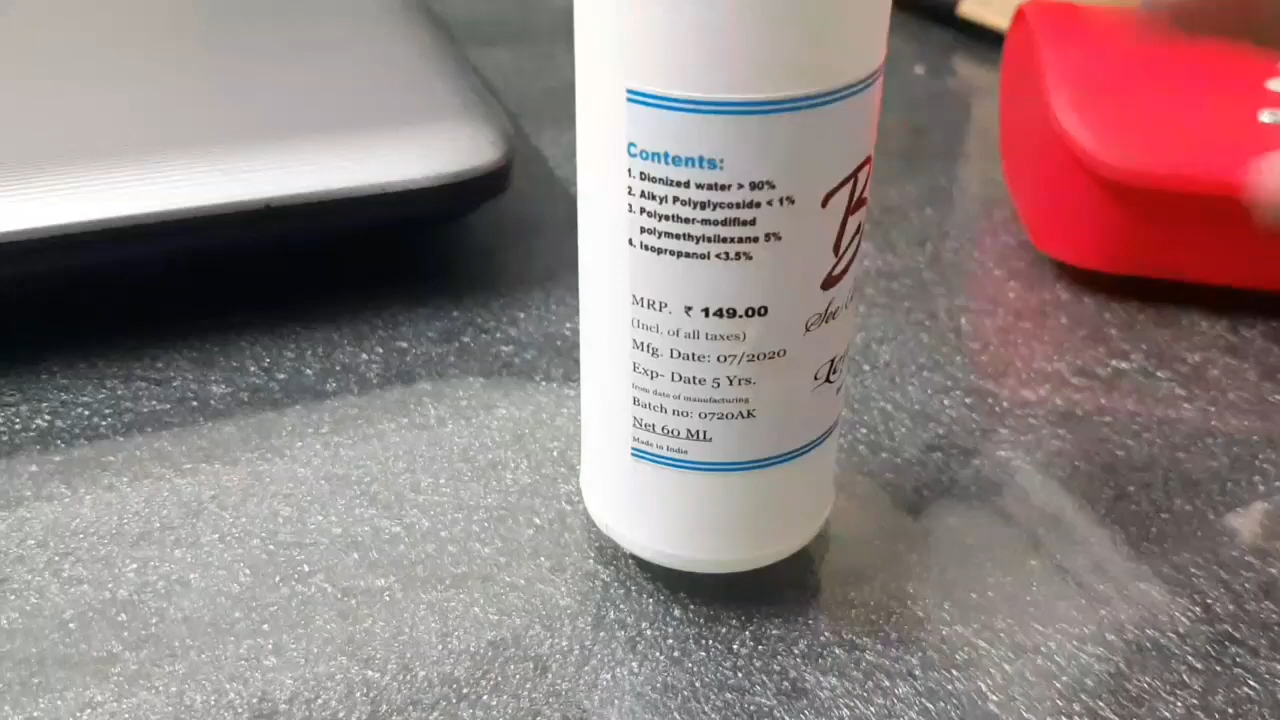 Contents:
1. Dionized water > 90%
2. Alkyl Polyglycoside < 1%
3. Polyether-modified
polymethylsilexane 5%
4. Isopropanol <3.5%
MRP. ₹ 149.00
(Incl. of all taxes)
Mfg. Date: 07/2020
Exp- Date 5 Yrs.
from date of manufacturing
Batch no: 0720AK
Net 60 ML
Made in India
See